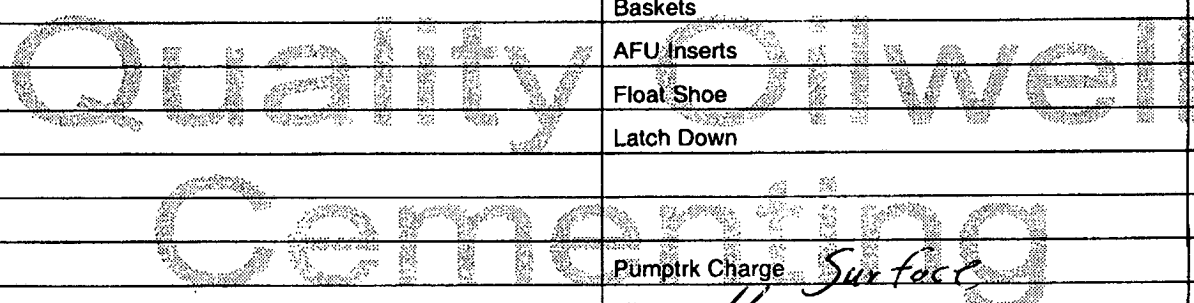 Baskets
Quality Oilwell
AFU Inserts
Float Shoe
Latch Down
Cementing
Pumptrk Charge Surface